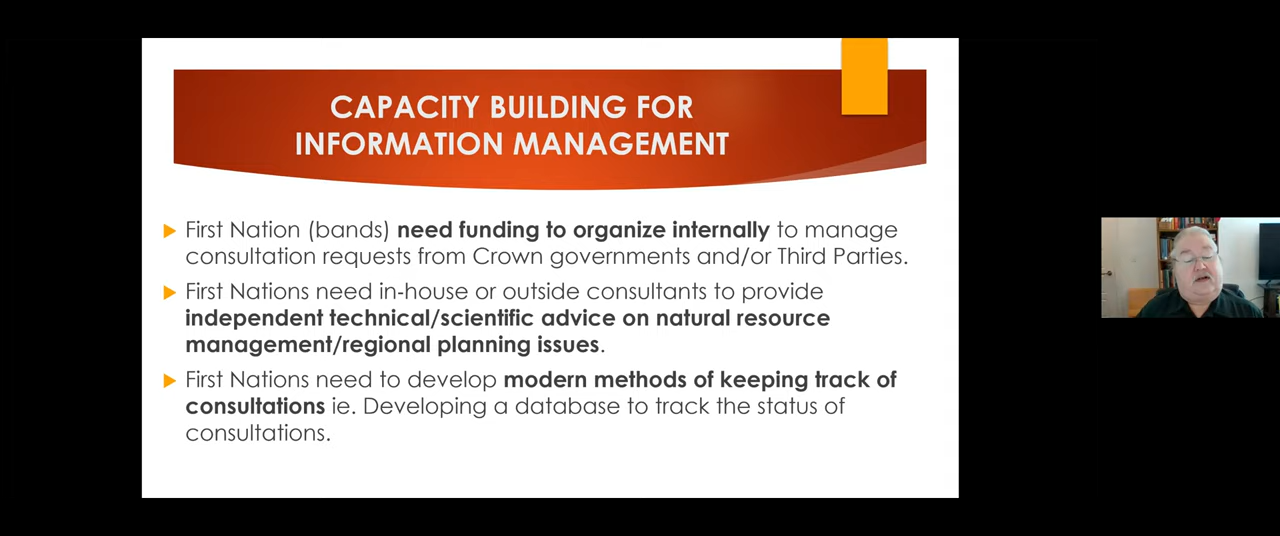 CAPACITY BUILDING FOR
INFORMATION MANAGEMENT
First Nation (bands) need funding to organize internally to manage
consultation requests from Crown governments and/or Third Parties.
First Nations need in-house or outside consultants to provide
independent technical/scientific advice on natural resource
management/regional planning issues.
First Nations need to develop modern methods of keeping track of
consultations ie. Developing a database to track the status of
consultations.